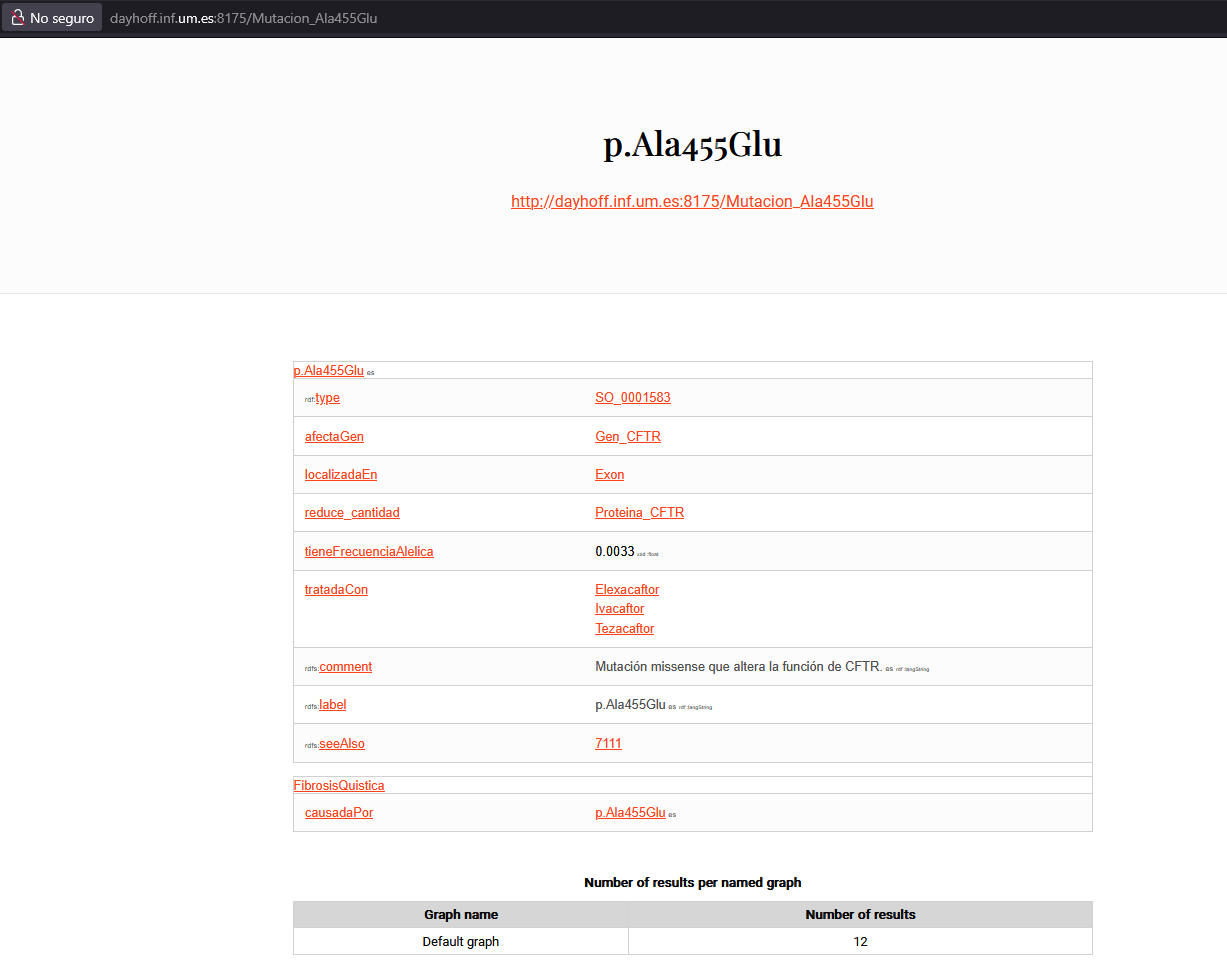 No seguro dayhoff.inf.um.es:8175/Mutacion_Ala455Glu
p.Ala455Glu
http://dayhoff.inf.um.es:8175/Mutacion_Ala455Glu
p.Ala455Glu es
rdf:type SO_0001583
afectaGen Gen_CFTR
localizadaEn Exon
reduce_cantidad Proteina_CFTR
tieneFrecuenciaAlelica 0.0033 xsd:float
tratadaCon Elexacaftor
Ivacaftor
Tezacaftor
rdfs:comment Mutación missense que altera la función de CFTR. es rdf:langString
rdfs:label p.Ala455Glu es rdf:langString
rdfs:seeAlso 7111
FibrosisQuistica
causadaPor p.Ala455Glu es
Number of results per named graph
Graph name Number of results
Default graph 12